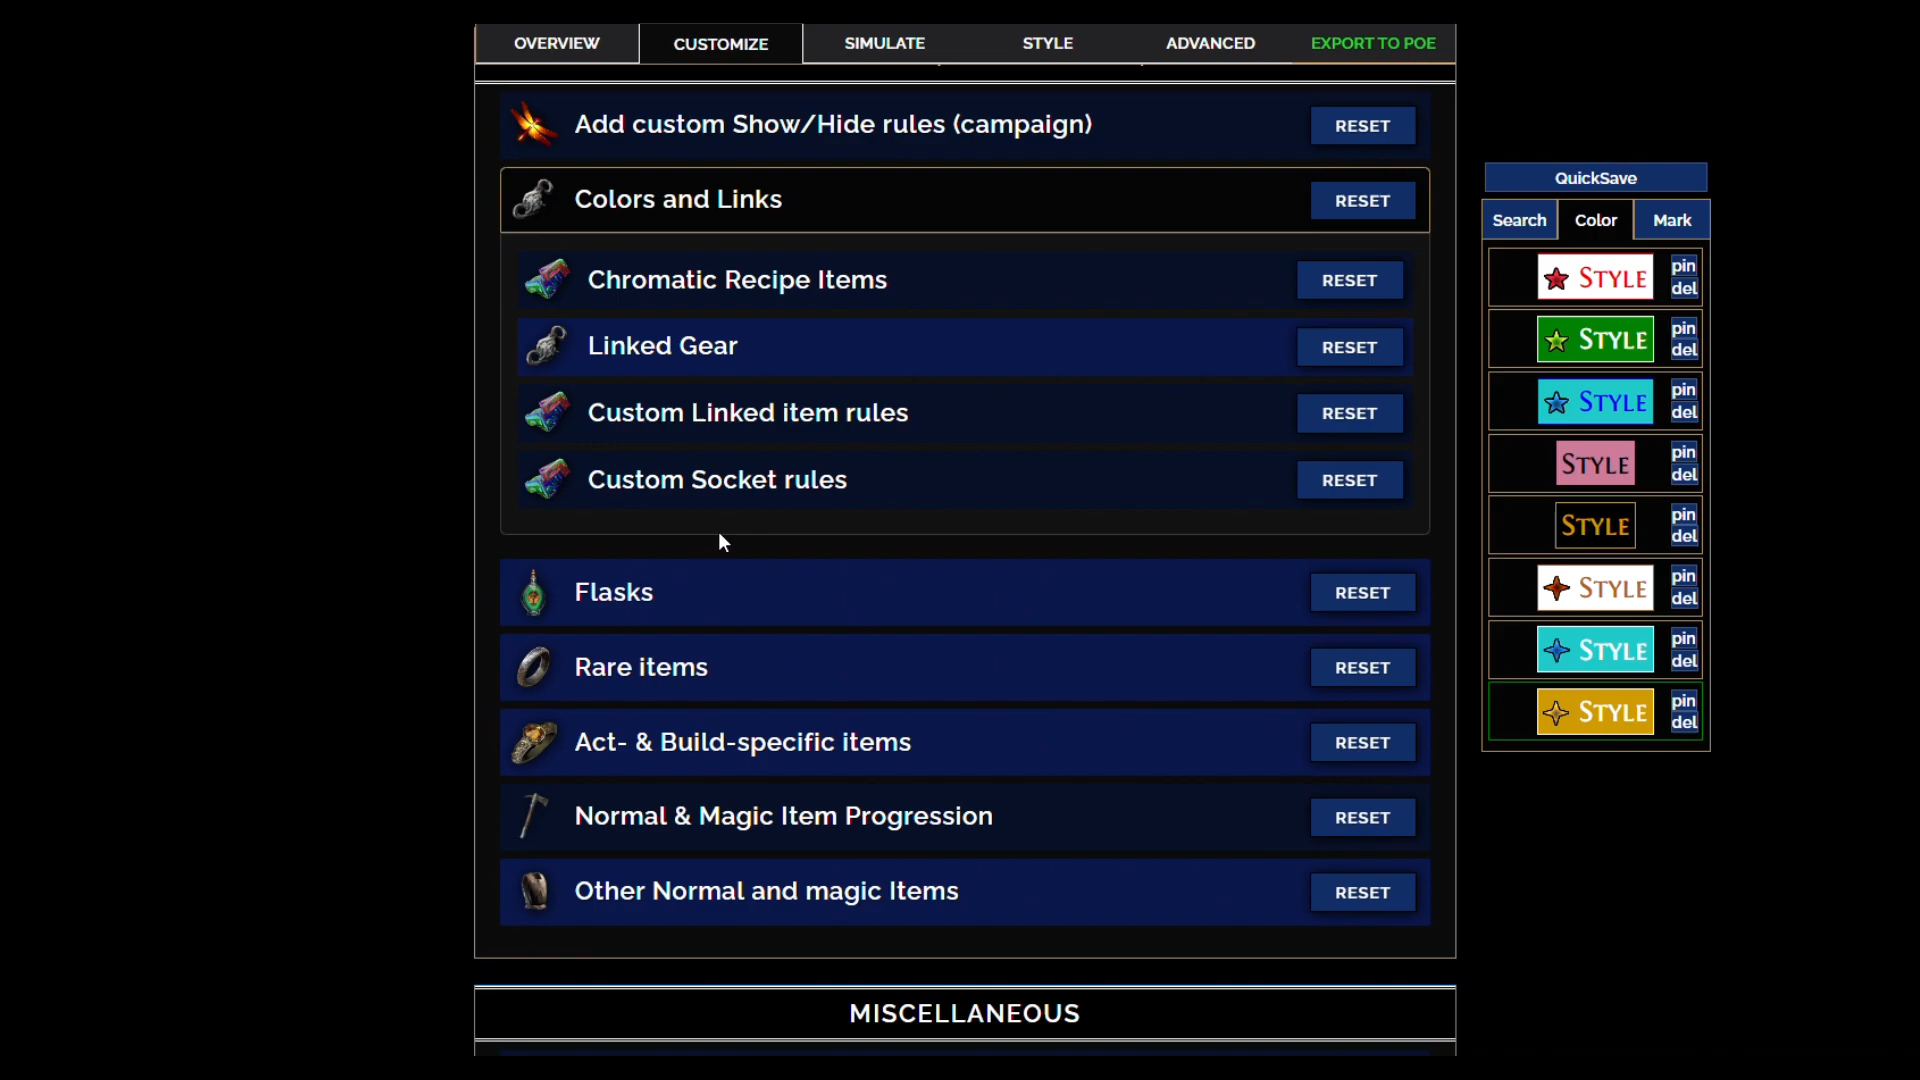 OVERVIEW CUSTOMIZE SIMULATE STYLE ADVANCED EXPORT TO POE
Add custom Show/Hide rules (campaign) RESET
Colors and Links RESET
Chromatic Recipe Items RESET
Linked Gear RESET
Custom Linked item rules RESET
Custom Socket rules RESET
Flasks RESET
Rare items RESET
Act- & Build-specific items RESET
Normal & Magic Item Progression RESET
Other Normal and magic Items RESET
MISCELLANEOUS
QuickSave
Search Color Mark
STYLE pin del
STYLE pin del
STYLE pin del
STYLE pin del
STYLE pin del
STYLE pin del
STYLE pin del
STYLE pin del